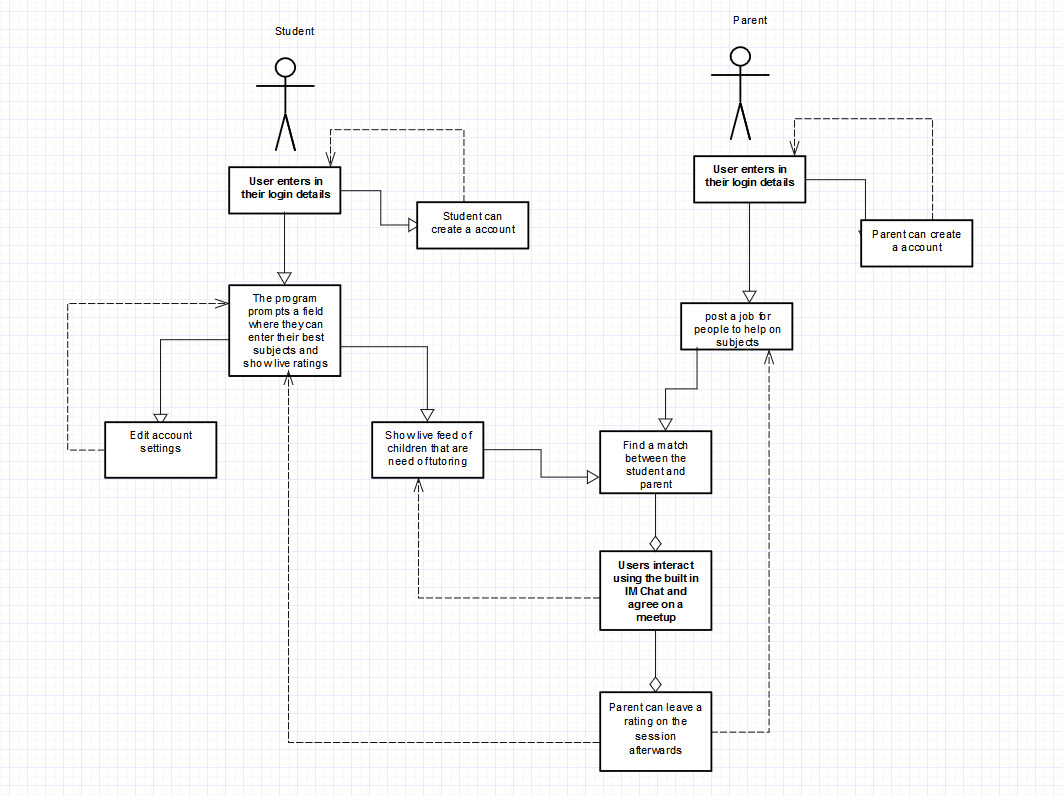 Student
Parent
User enters in
their login details
User enters in
their login details
Student can
create a account
Parent can create
a account
The program
prompts a field
where they can
enter their best
subjects and
show live ratings
post a job for
people to help on
subjects
Edit account
settings
Show live feed of
children that are
need of tutoring
Find a match
between the
student and
parent
Users interact
using the built in
IM Chat and
agree on a
meetup
Parent can leave a
rating on the
session
afterwards